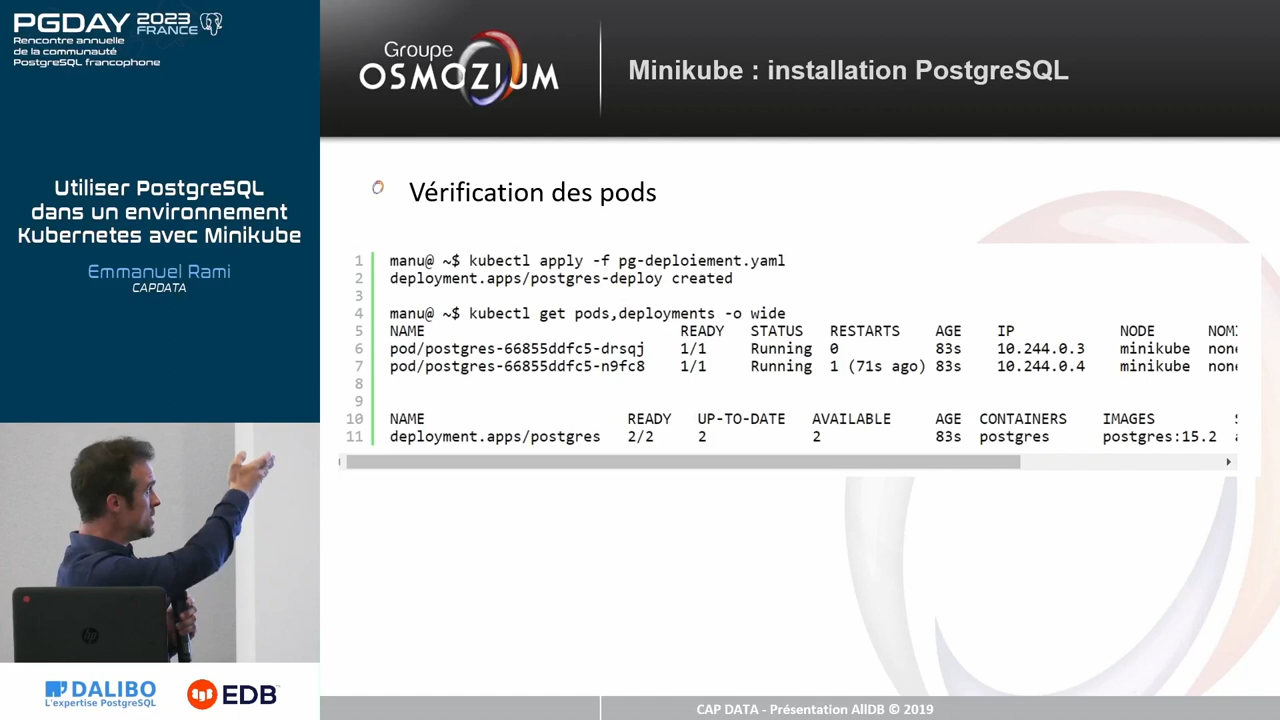 PGDAY 2023 FRANCE
Rencontre annuelle
de la communauté
PostgreSQL francophone
Utiliser PostgreSQL
dans un environnement
Kubernetes avec Minikube
Emmanuel Rami
CAPDATA
hp
DALIBO
L'expertise PostgreSQL
EDB
Groupe
OSMOZIUM
Minikube : installation PostgreSQL
Vérification des pods
1 manu@ ~$ kubectl apply -f pg-deploiement.yaml
2 deployment.apps/postgres-deploy created
3
4 manu@ ~$ kubectl get pods,deployments -o wide
5 NAME READY STATUS RESTARTS AGE IP NODE NOMI
6 pod/postgres-66855ddfc5-drsqj 1/1 Running 0 83s 10.244.0.3 minikube none
7 pod/postgres-66855ddfc5-n9fc8 1/1 Running 1 (71s ago) 83s 10.244.0.4 minikube none
8
9
10 NAME READY UP-TO-DATE AVAILABLE AGE CONTAINERS IMAGES S
11 deployment.apps/postgres 2/2 2 2 83s postgres postgres:15.2 a
CAP DATA - Présentation AllDB © 2019